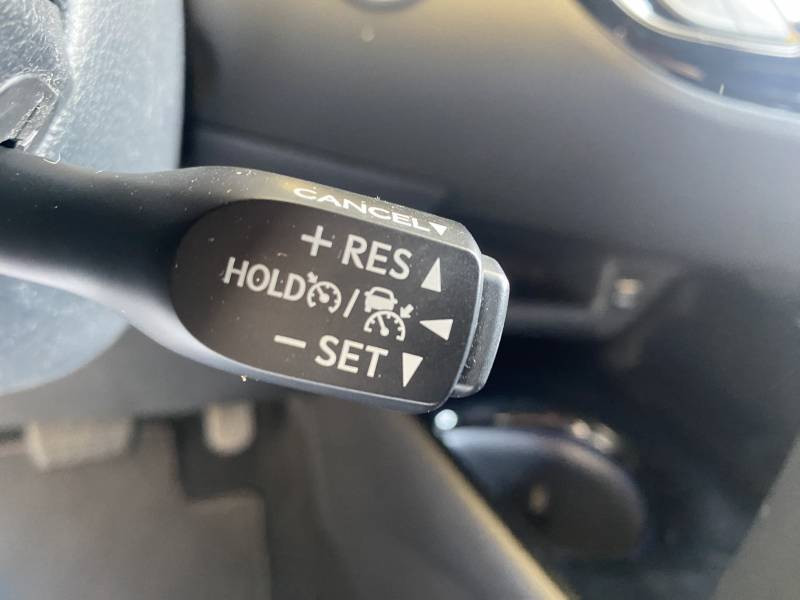 CANCEL▼
+ RES ▲
HOLD / ◀
− SET ▼